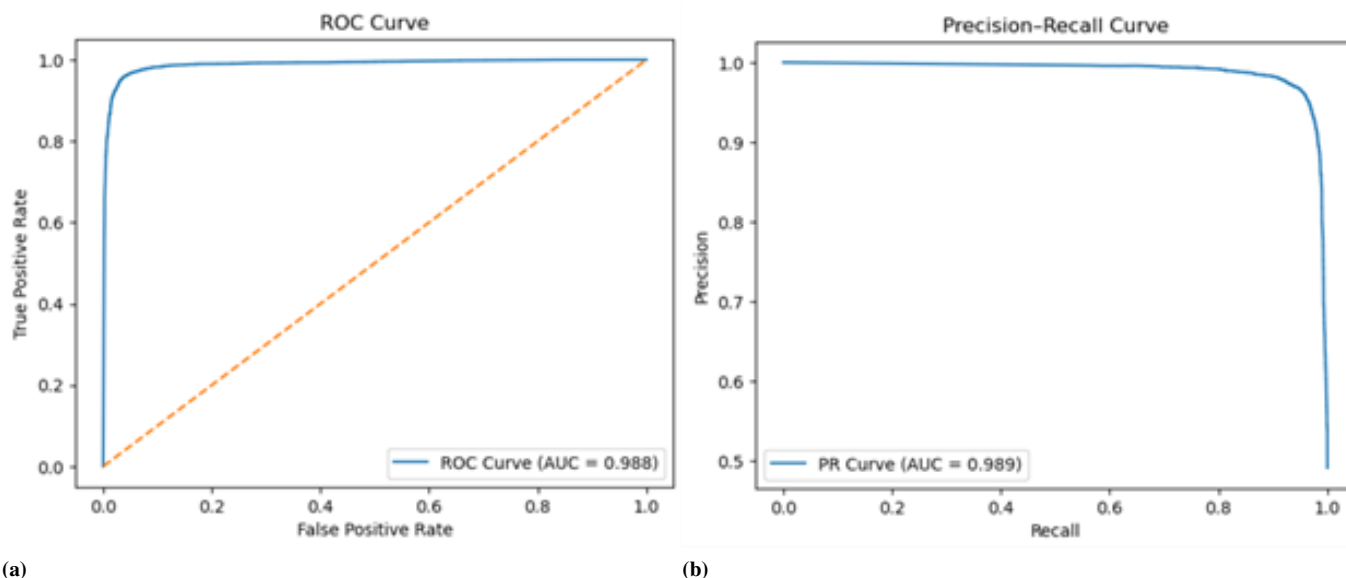 ROC Curve
1.0
0.8
0.6
0.4
0.2
0.0
True Positive Rate
ROC Curve (AUC = 0.988)
0.0 0.2 0.4 0.6 0.8 1.0
False Positive Rate
(a)
Precision–Recall Curve
1.0
0.9
0.8
0.7
0.6
0.5
Precision
PR Curve (AUC = 0.989)
0.0 0.2 0.4 0.6 0.8 1.0
Recall
(b)